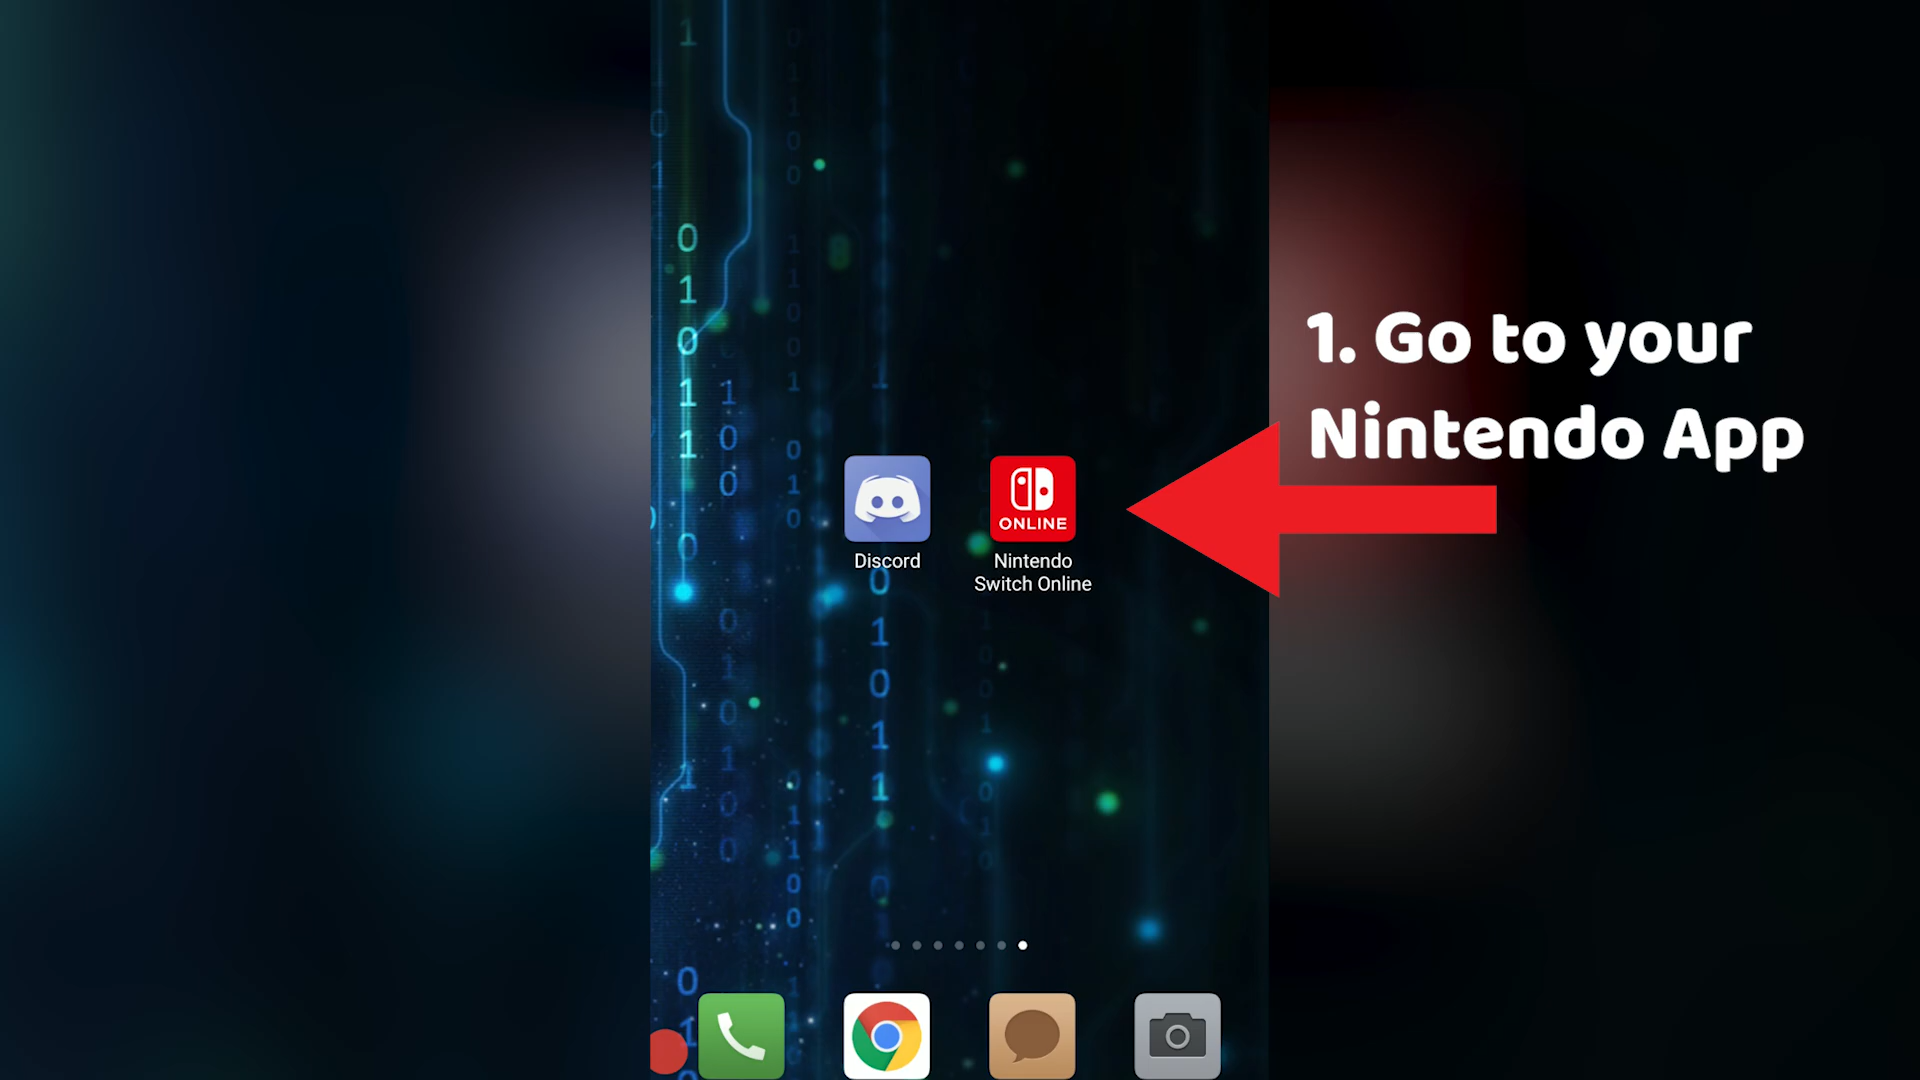 1. Go to your
Nintendo App
ONLINE
Discord
Nintendo
Switch Online